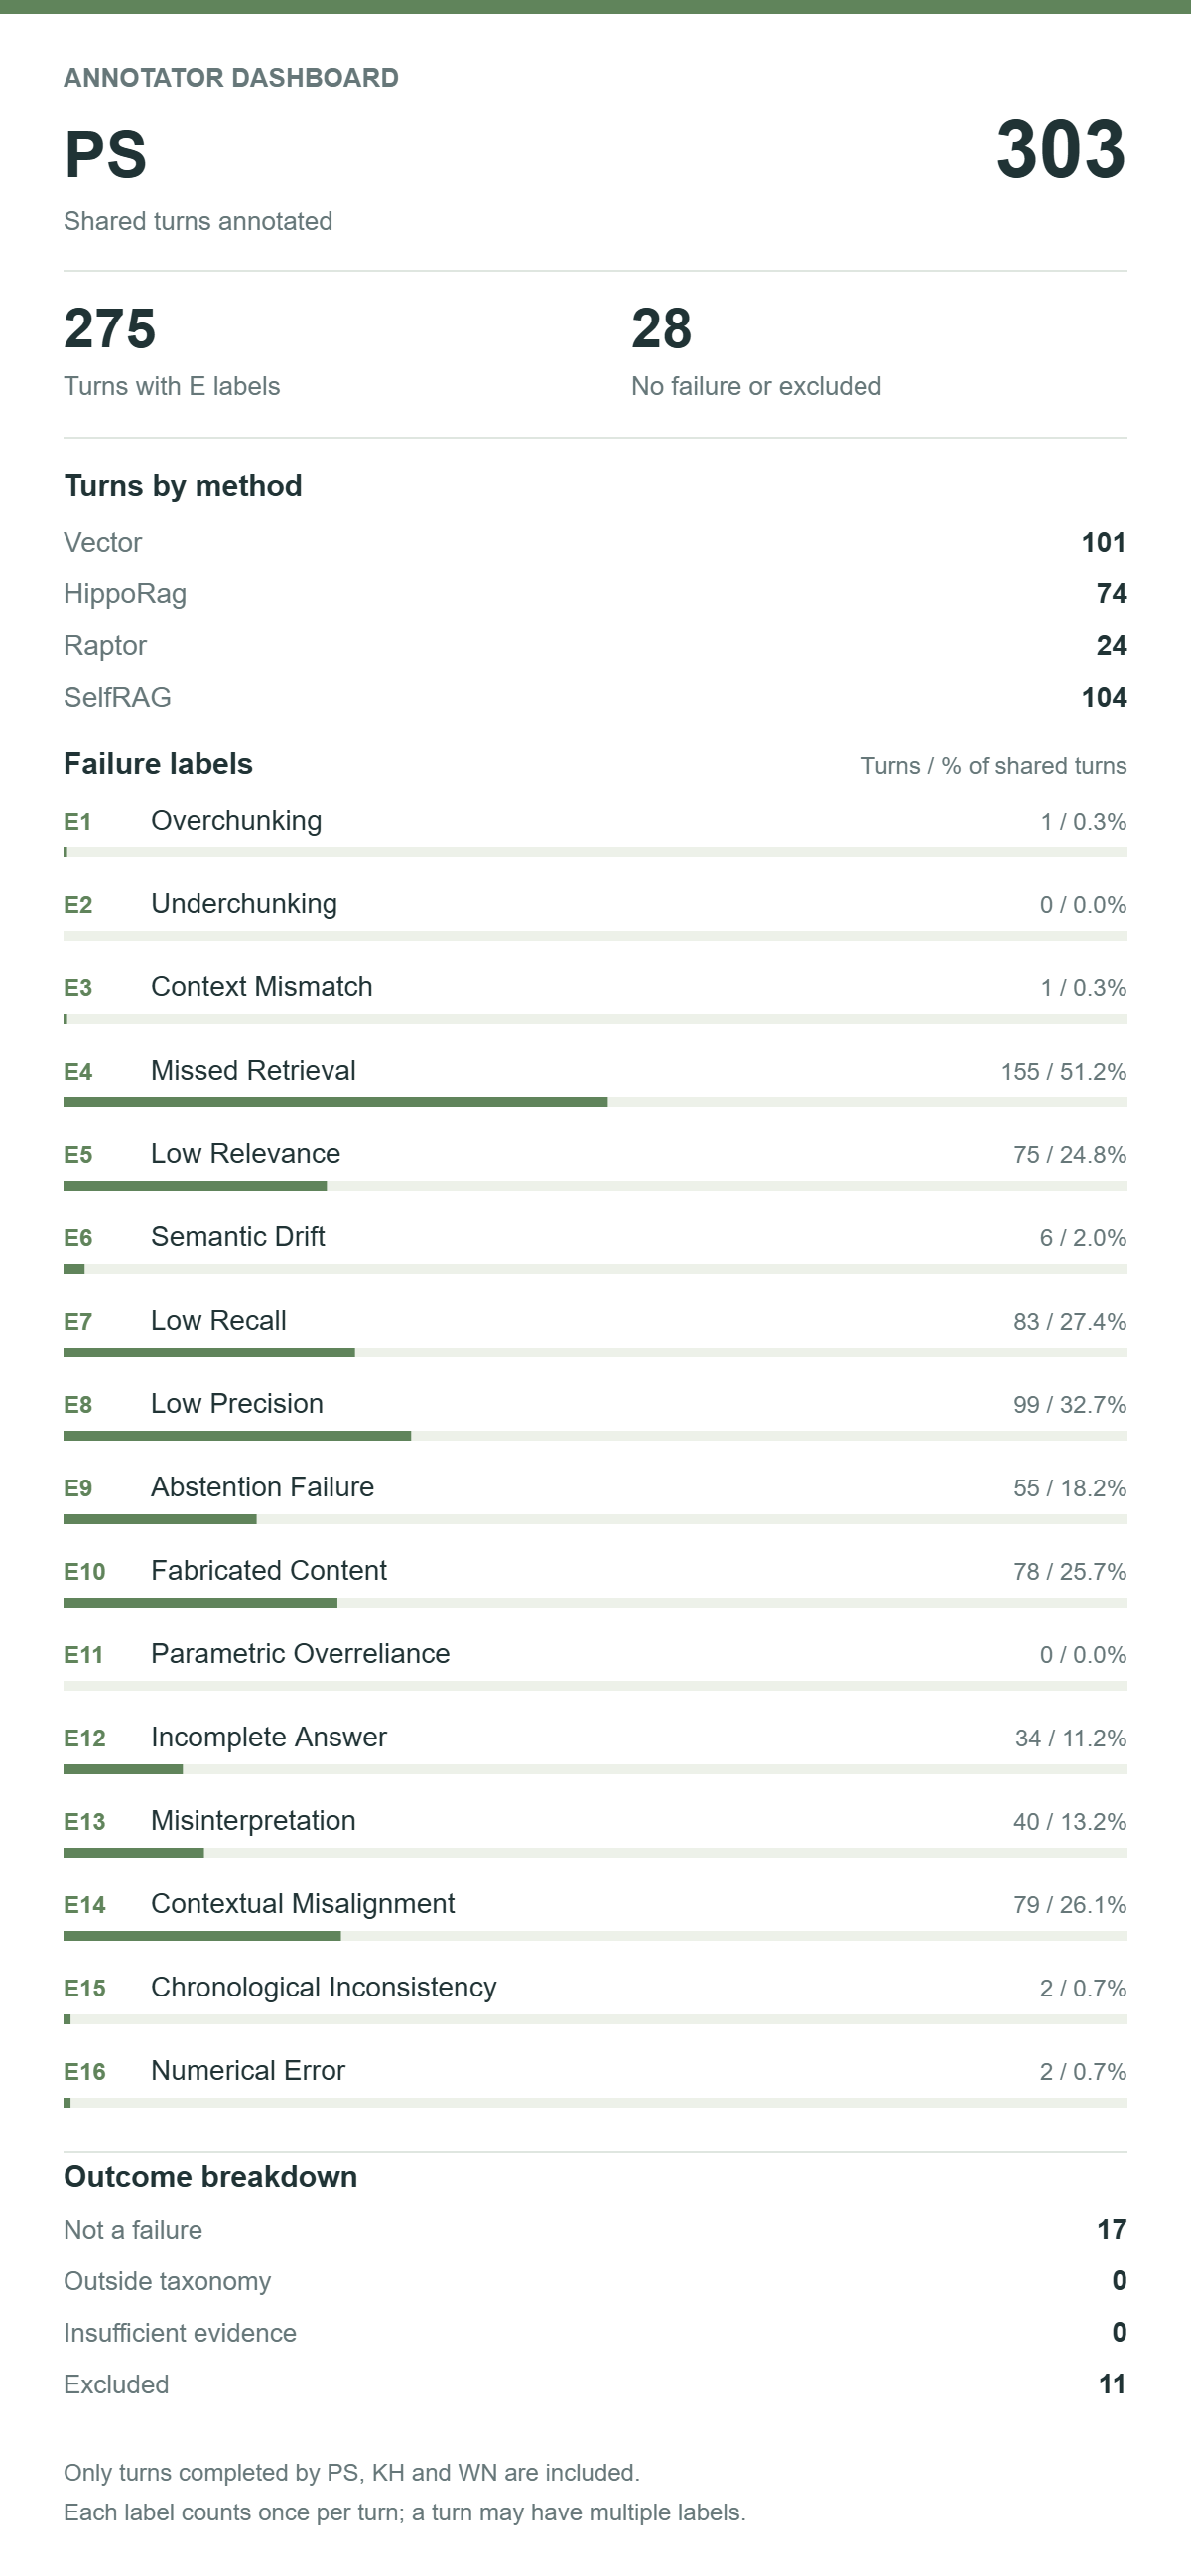 ANNOTATOR DASHBOARD
PS 303
Shared turns annotated
275 28
Turns with E labels No failure or excluded
Turns by method
Vector 101
HippoRag 74
Raptor 24
SelfRAG 104
Failure labels Turns / % of shared turns
E1 Overchunking 1 / 0.3%
E2 Underchunking 0 / 0.0%
E3 Context Mismatch 1 / 0.3%
E4 Missed Retrieval 155 / 51.2%
E5 Low Relevance 75 / 24.8%
E6 Semantic Drift 6 / 2.0%
E7 Low Recall 83 / 27.4%
E8 Low Precision 99 / 32.7%
E9 Abstention Failure 55 / 18.2%
E10 Fabricated Content 78 / 25.7%
E11 Parametric Overreliance 0 / 0.0%
E12 Incomplete Answer 34 / 11.2%
E13 Misinterpretation 40 / 13.2%
E14 Contextual Misalignment 79 / 26.1%
E15 Chronological Inconsistency 2 / 0.7%
E16 Numerical Error 2 / 0.7%
Outcome breakdown
Not a failure 17
Outside taxonomy 0
Insufficient evidence 0
Excluded 11
Only turns completed by PS, KH and WN are included.
Each label counts once per turn; a turn may have multiple labels.